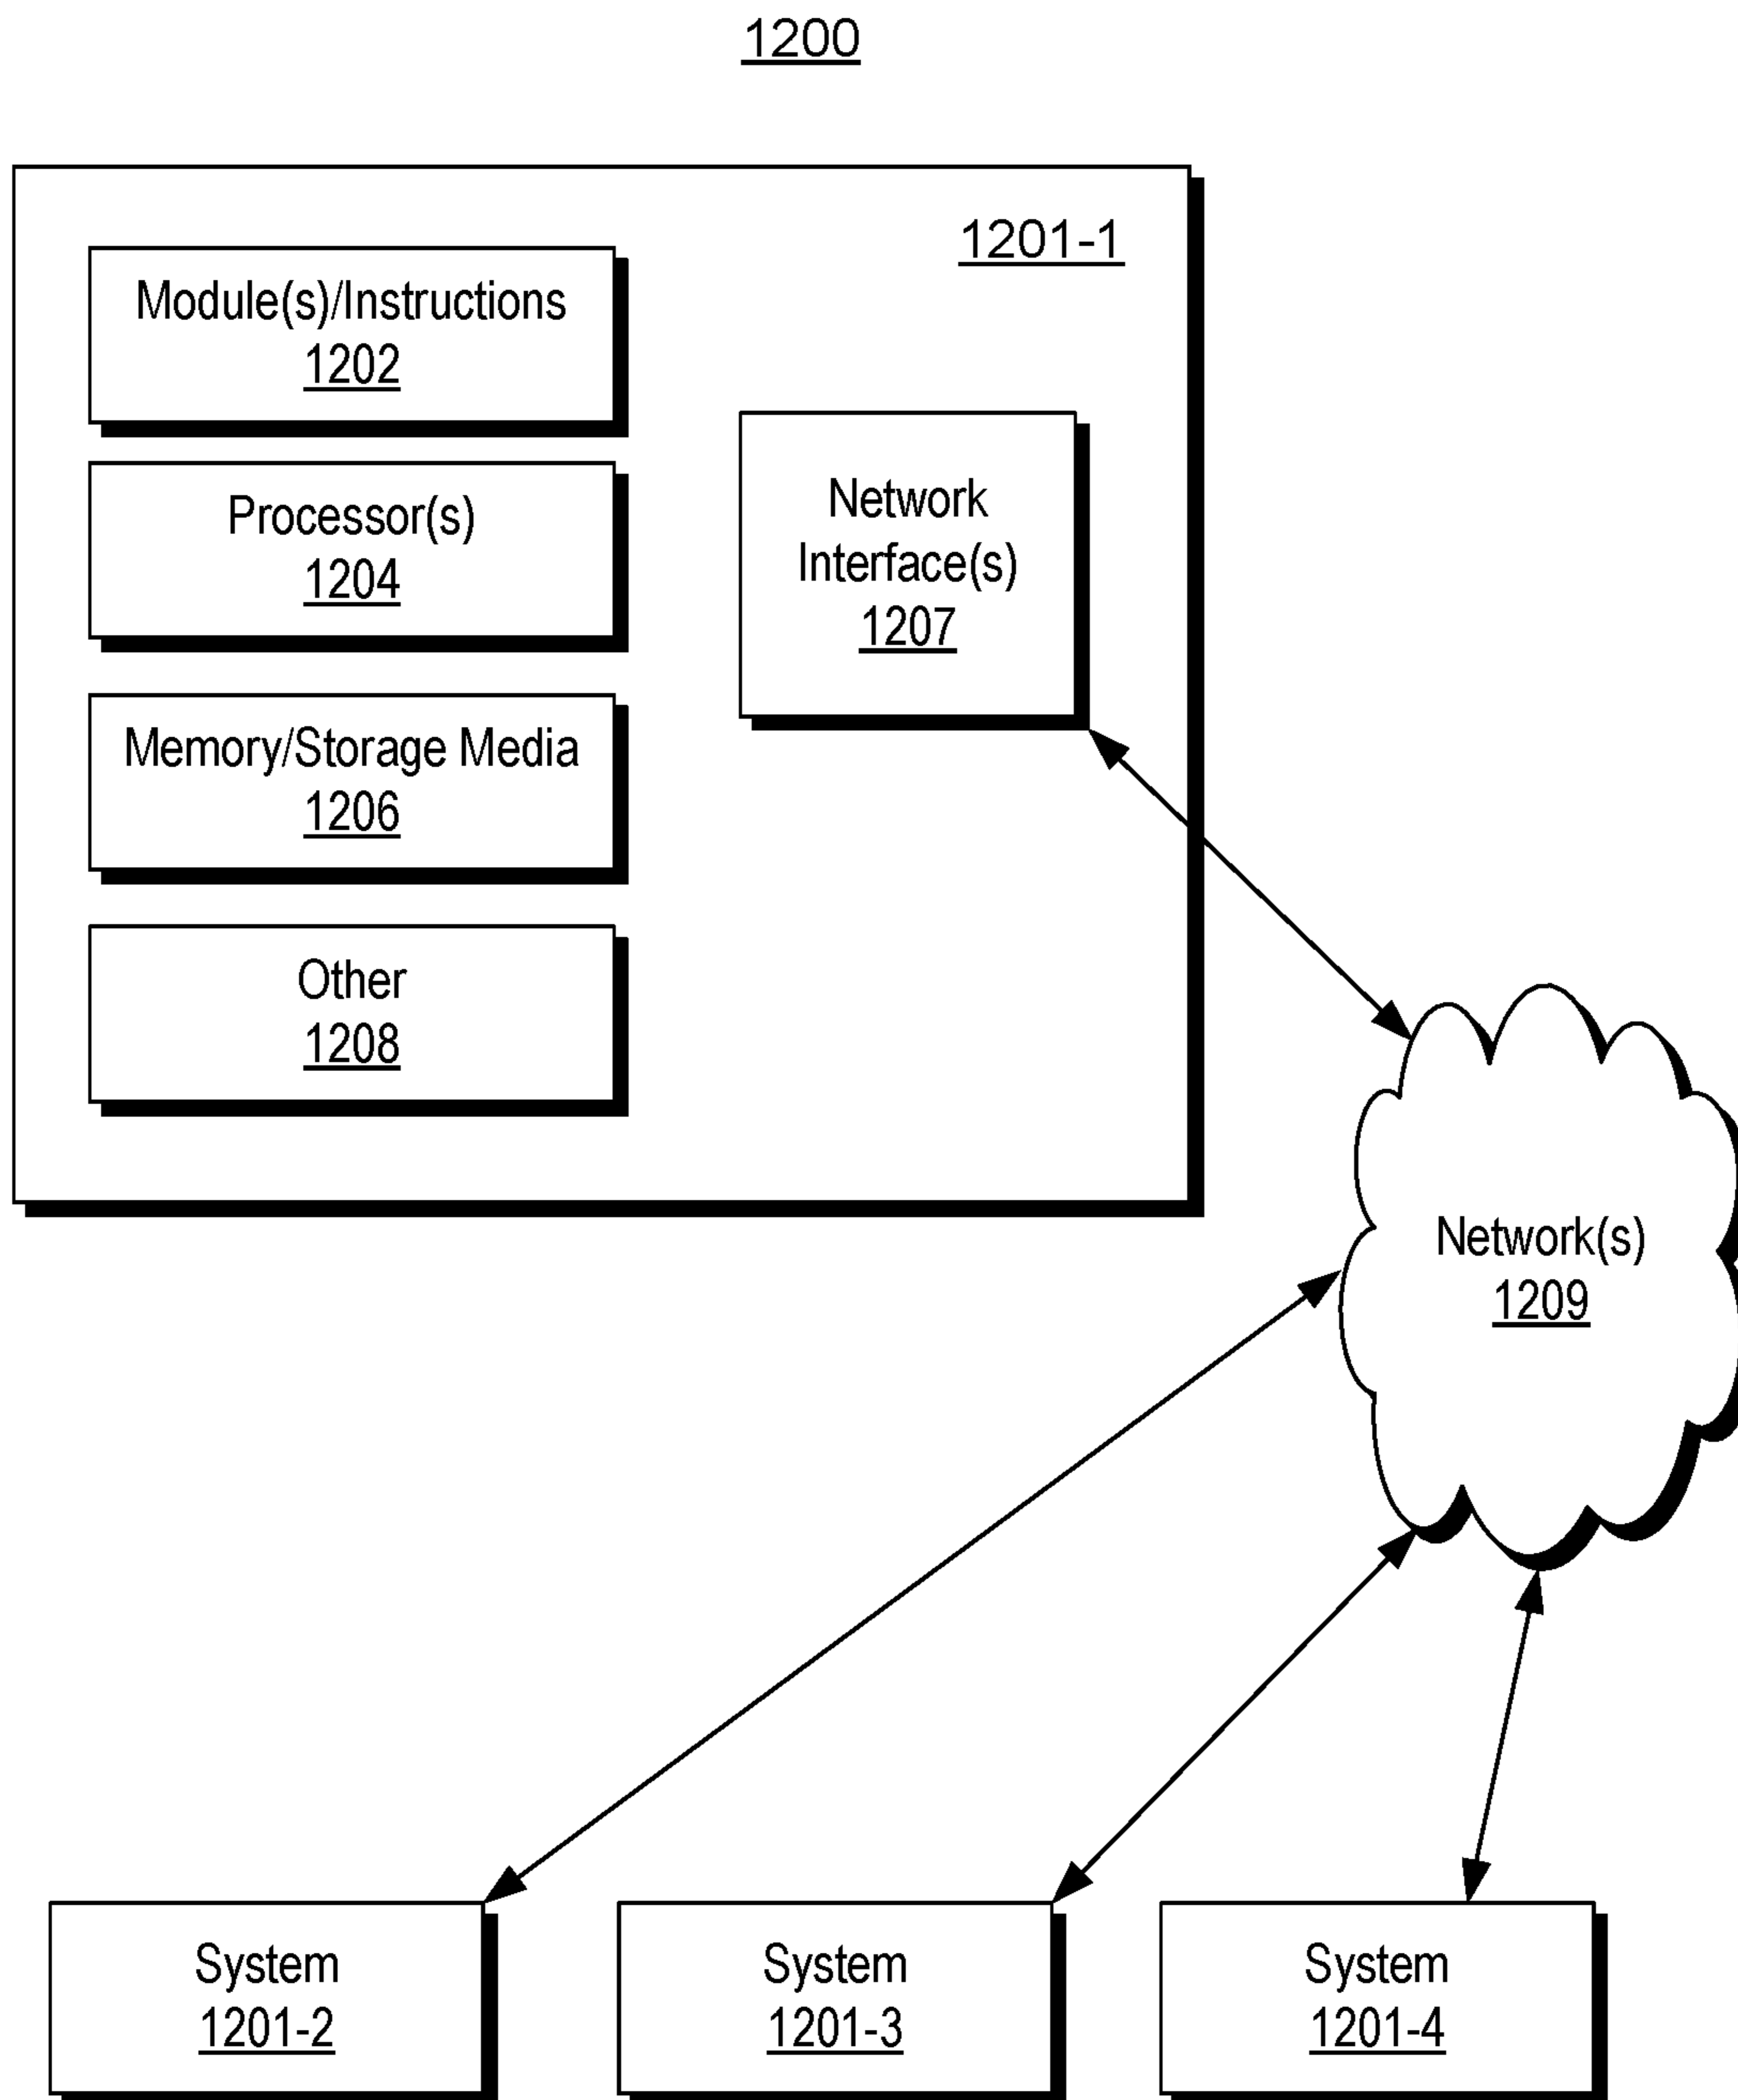 1200
1201-1
Module(s)/Instructions
1202
Processor(s)
1204
Network
Interface(s)
1207
Memory/Storage Media
1206
Other
1208
Network(s)
1209
System
1201-2
System
1201-3
System
1201-4